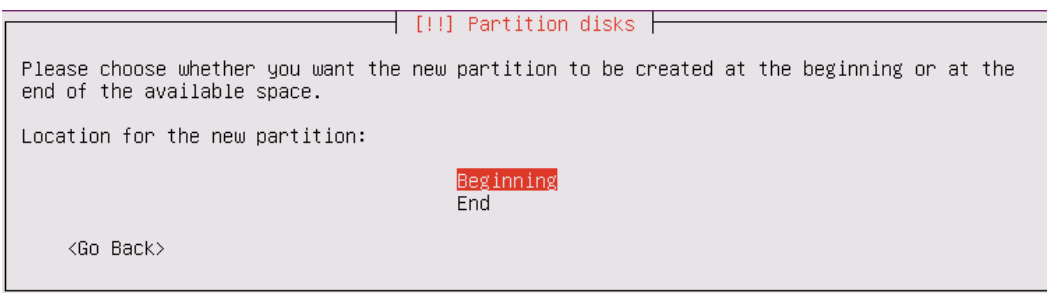 [!!] Partition disks
Please choose whether you want the new partition to be created at the beginning or at the
end of the available space.
Location for the new partition:
Beginning
End
<Go Back>